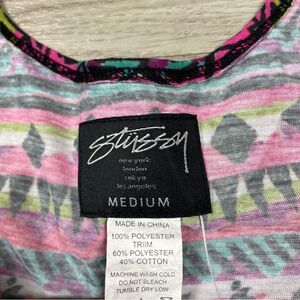 stüssy
new york
london
tokyo
los angeles
MEDIUM
MADE IN CHINA
100% POLYESTER
TRIIM
60% POLYESTER
40% COTTON
MACHINE WASH COLD
DO NOT BLEACH
TUMBLE DRY LOW